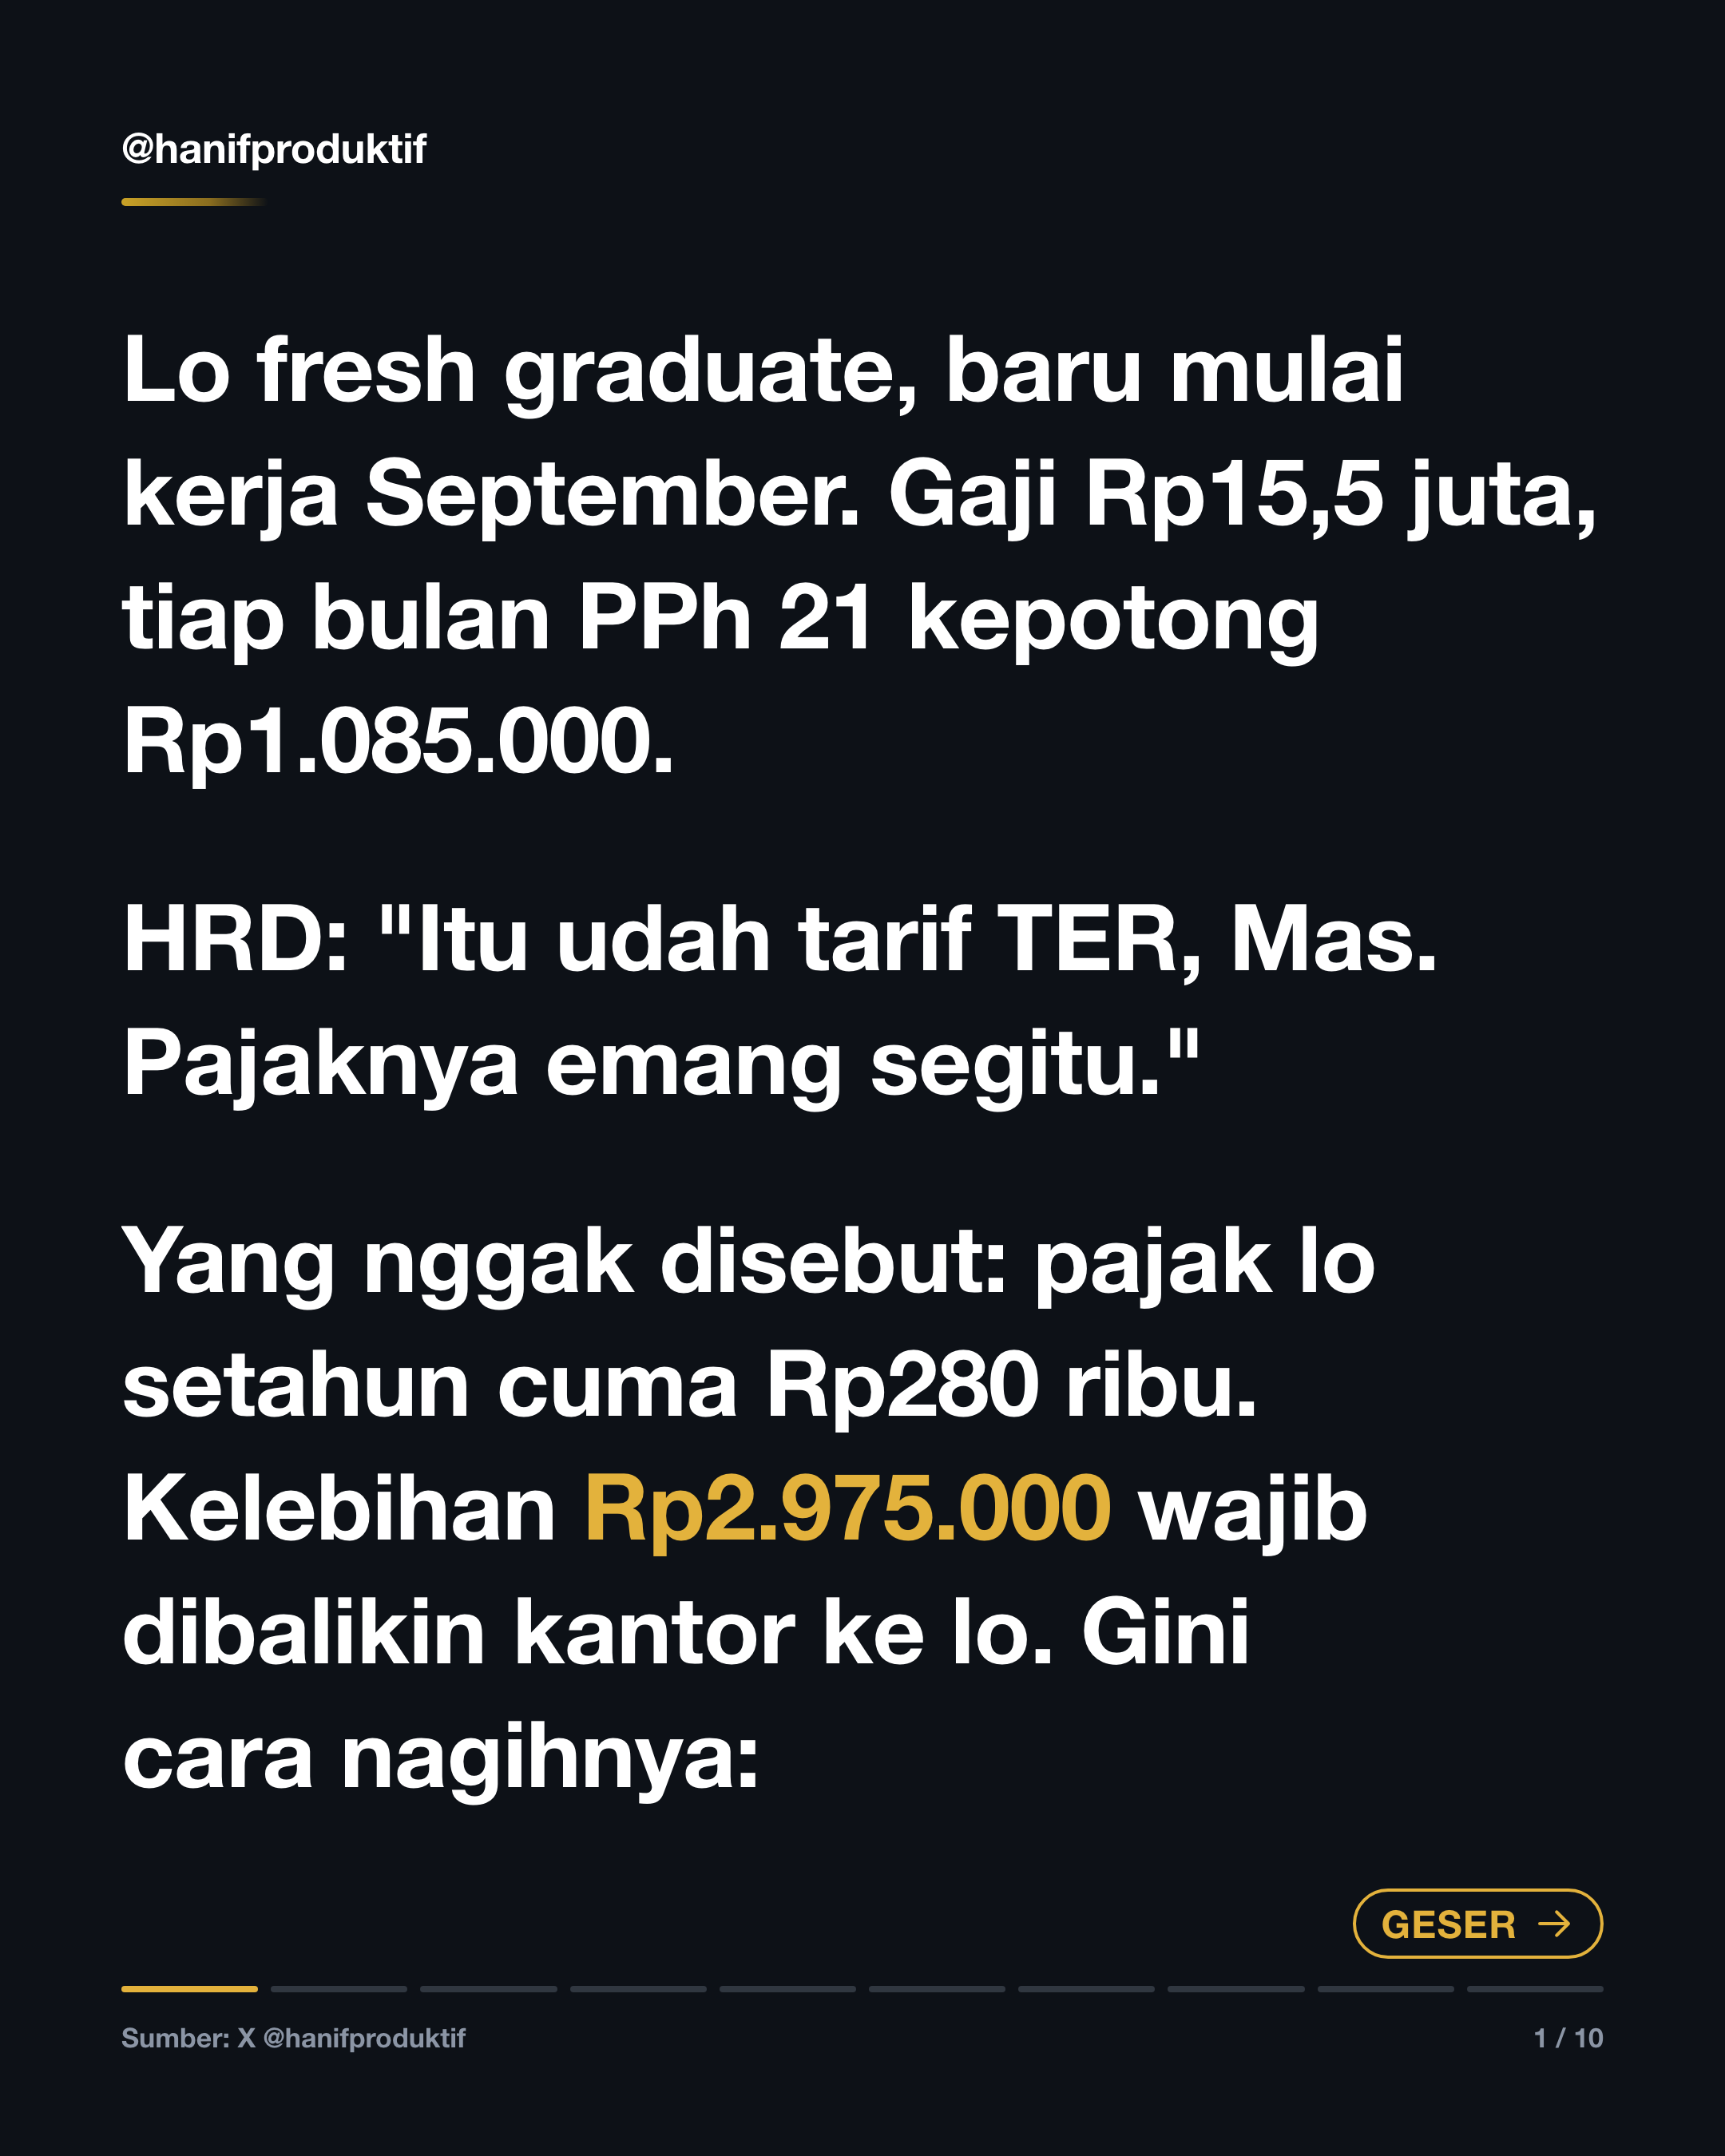 @hanifproduktif
Lo fresh graduate, baru mulai
kerja September. Gaji Rp15,5 juta,
tiap bulan PPh 21 kepotong
Rp1.085.000.
HRD: "Itu udah tarif TER, Mas.
Pajaknya emang segitu."
Yang nggak disebut: pajak lo
setahun cuma Rp280 ribu.
Kelebihan Rp2.975.000 wajib
dibalikin kantor ke lo. Gini
cara nagihnya:
GESER →
Sumber: X @hanifproduktif
1 / 10